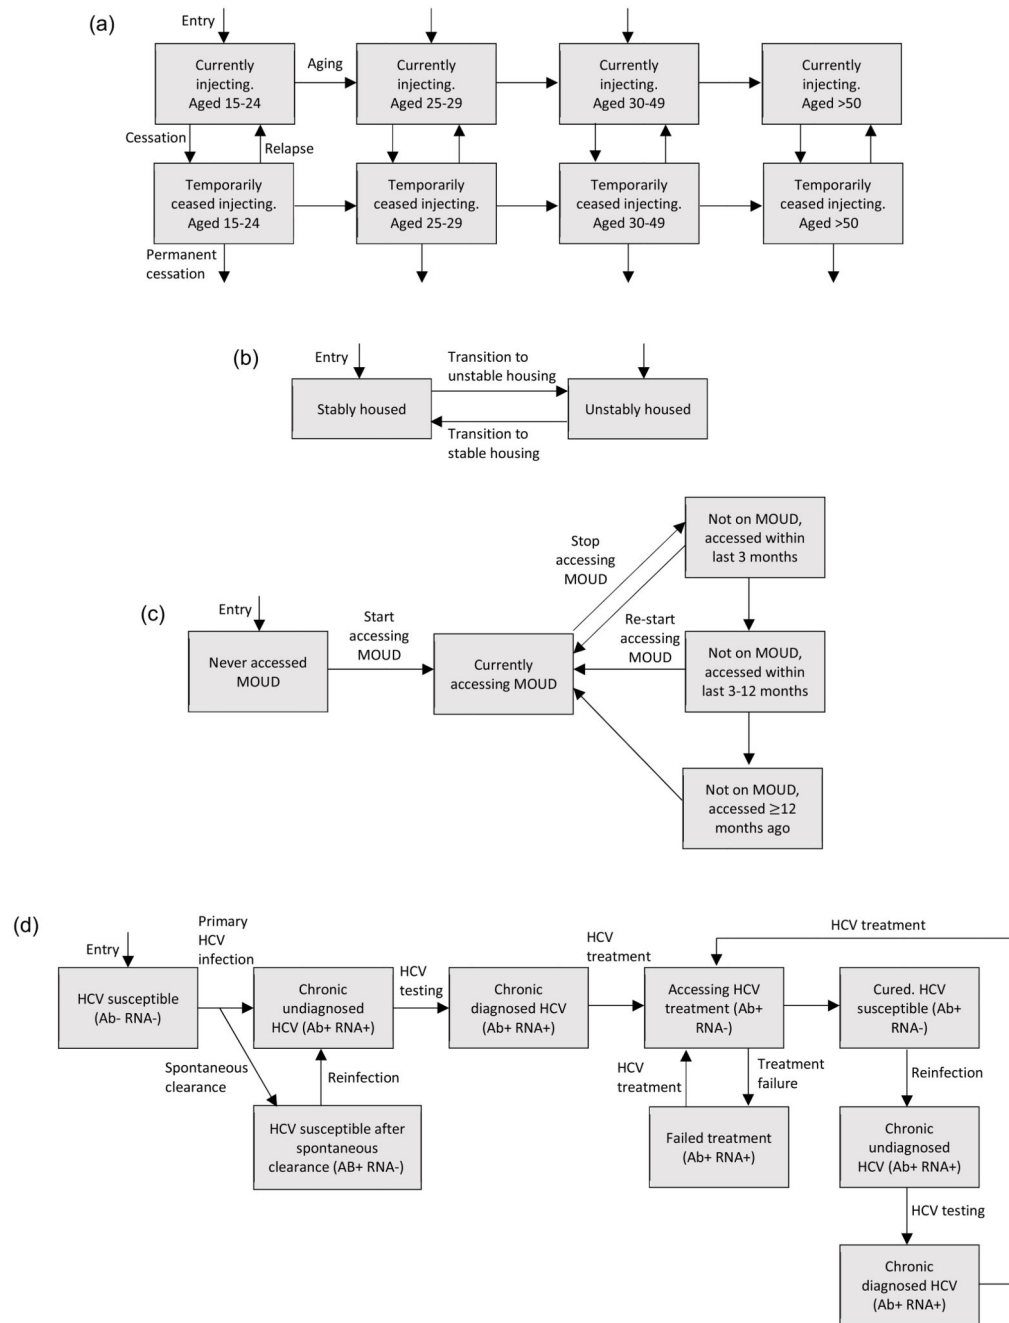 (a)
Entry
Currently
injecting.
Aged 15-24
Aging
Currently
injecting.
Aged 25-29
Currently
injecting.
Aged 30-49
Currently
injecting.
Aged >50
Cessation
Relapse
Temporarily
ceased injecting.
Aged 15-24
Temporarily
ceased injecting.
Aged 25-29
Temporarily
ceased injecting.
Aged 30-49
Temporarily
ceased injecting.
Aged >50
Permanent
cessation
(b)
Entry
Transition to
unstable housing
Stably housed
Unstably housed
Transition to
stable housing
(c)
Entry
Never accessed
MOUD
Start
accessing
MOUD
Currently
accessing MOUD
Stop
accessing
MOUD
Re-start
accessing
MOUD
Not on MOUD,
accessed within
last 3 months
Not on MOUD,
accessed within
last 3-12 months
Not on MOUD,
accessed ≥12
months ago
(d)
Entry
HCV susceptible
(Ab- RNA-)
Primary
HCV
infection
Spontaneous
clearance
Chronic
undiagnosed
HCV (Ab+ RNA+)
Reinfection
HCV susceptible after
spontaneous
clearance (AB+ RNA-)
HCV
testing
Chronic
diagnosed HCV
(Ab+ RNA+)
HCV
treatment
Accessing HCV
treatment (Ab+
RNA-)
HCV treatment
HCV
treatment
Treatment
failure
Failed treatment
(Ab+ RNA+)
Cured. HCV
susceptible (Ab+
RNA-)
Reinfection
Chronic
undiagnosed
HCV (Ab+ RNA+)
HCV testing
Chronic
diagnosed HCV
(Ab+ RNA+)